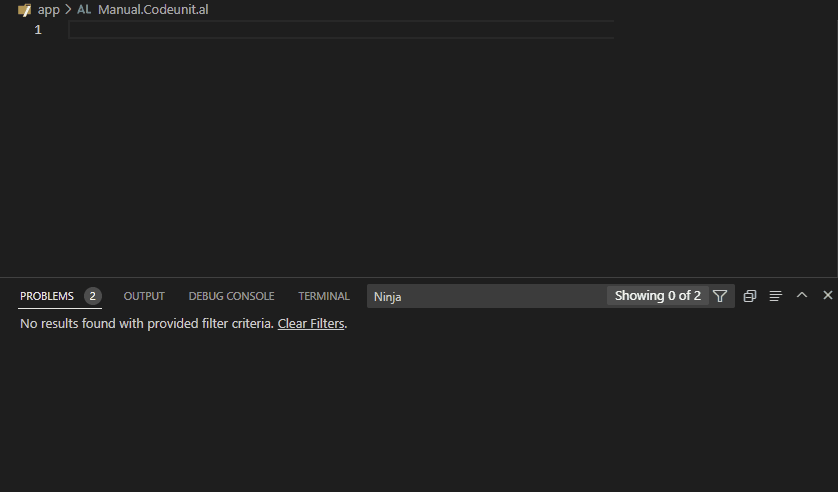 app > AL Manual.Codeunit.al
1
PROBLEMS 2 OUTPUT DEBUG CONSOLE TERMINAL Ninja Showing 0 of 2
No results found with provided filter criteria. Clear Filters.